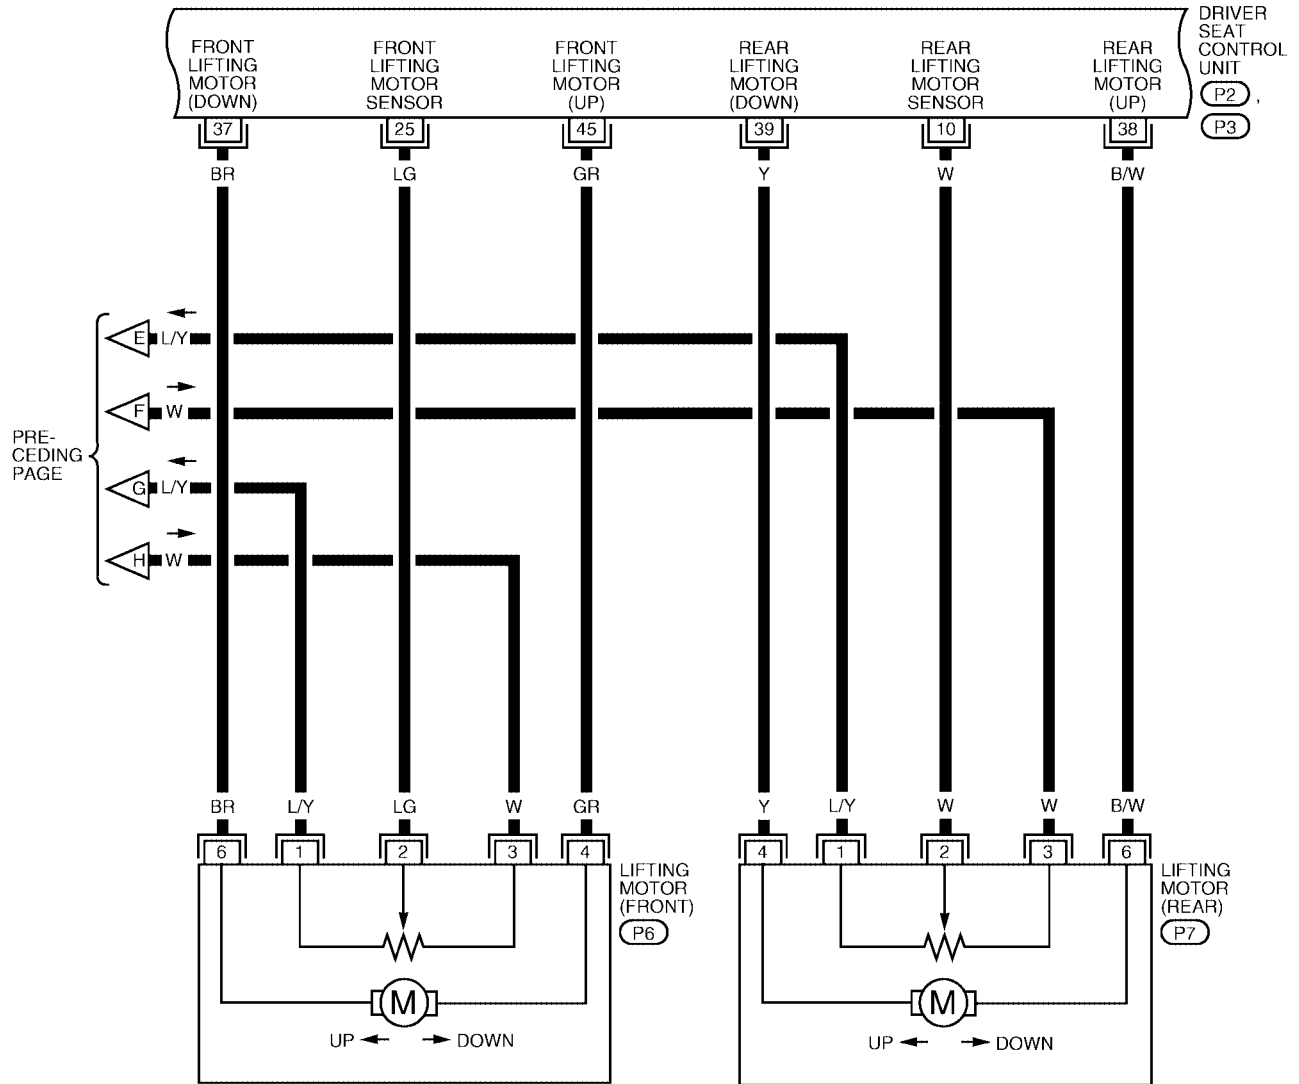 DRIVER
SEAT
CONTROL
UNIT
P2 ,
P3
FRONT
LIFTING
MOTOR
(DOWN)
FRONT
LIFTING
MOTOR
SENSOR
FRONT
LIFTING
MOTOR
(UP)
REAR
LIFTING
MOTOR
(DOWN)
REAR
LIFTING
MOTOR
SENSOR
REAR
LIFTING
MOTOR
(UP)
37 25 45 39 10 38
BR LG GR Y W B/W
E L/Y
F W
PRE-
CEDING
PAGE
G L/Y
H W
BR L/Y LG W GR Y L/Y W W B/W
6 1 2 3 4 4 1 2 3 6
LIFTING
MOTOR
(FRONT)
P6
LIFTING
MOTOR
(REAR)
P7
M
UP DOWN
M
UP DOWN